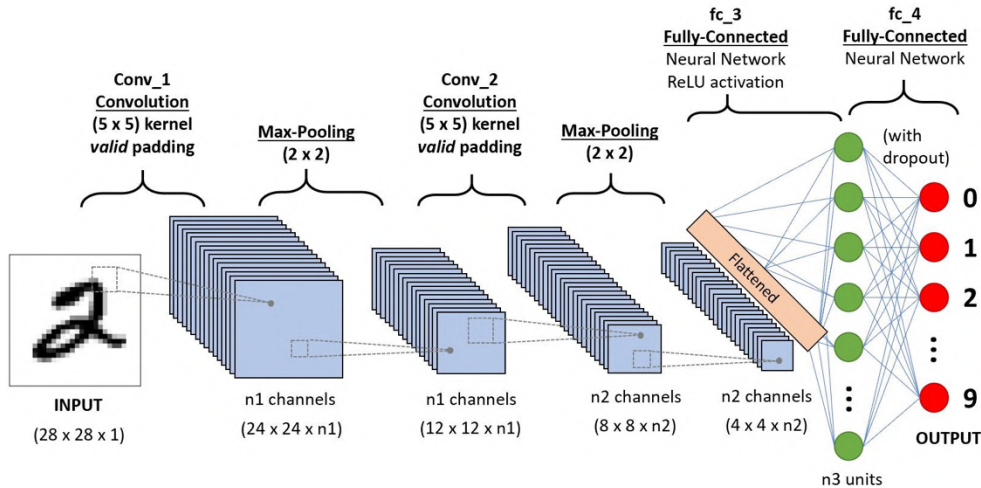 fc_3
Fully-Connected
Neural Network
ReLU activation
fc_4
Fully-Connected
Neural Network
Conv_1
Convolution
(5 x 5) kernel
valid padding
Max-Pooling
(2 x 2)
Conv_2
Convolution
(5 x 5) kernel
valid padding
Max-Pooling
(2 x 2)
(with
dropout)
Flattened
0
1
2
9
INPUT
(28 x 28 x 1)
n1 channels
(24 x 24 x n1)
n1 channels
(12 x 12 x n1)
n2 channels
(8 x 8 x n2)
n2 channels
(4 x 4 x n2)
OUTPUT
n3 units